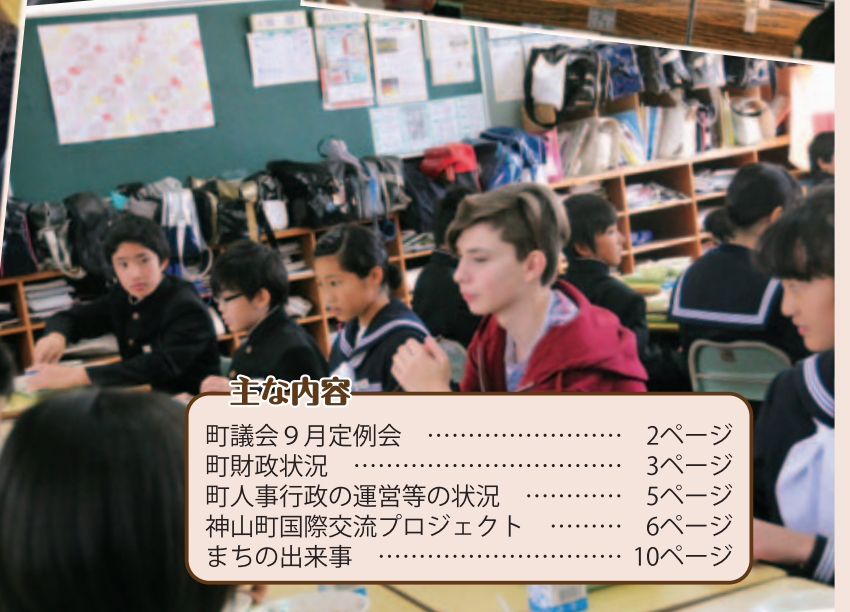 主な内容
町議会９月定例会 ……………………… 2ページ
町財政状況 ……………………………… 3ページ
町人事行政の運営等の状況 ………… 5ページ
神山町国際交流プロジェクト ……… 6ページ
まちの出来事 …………………………… 10ページ